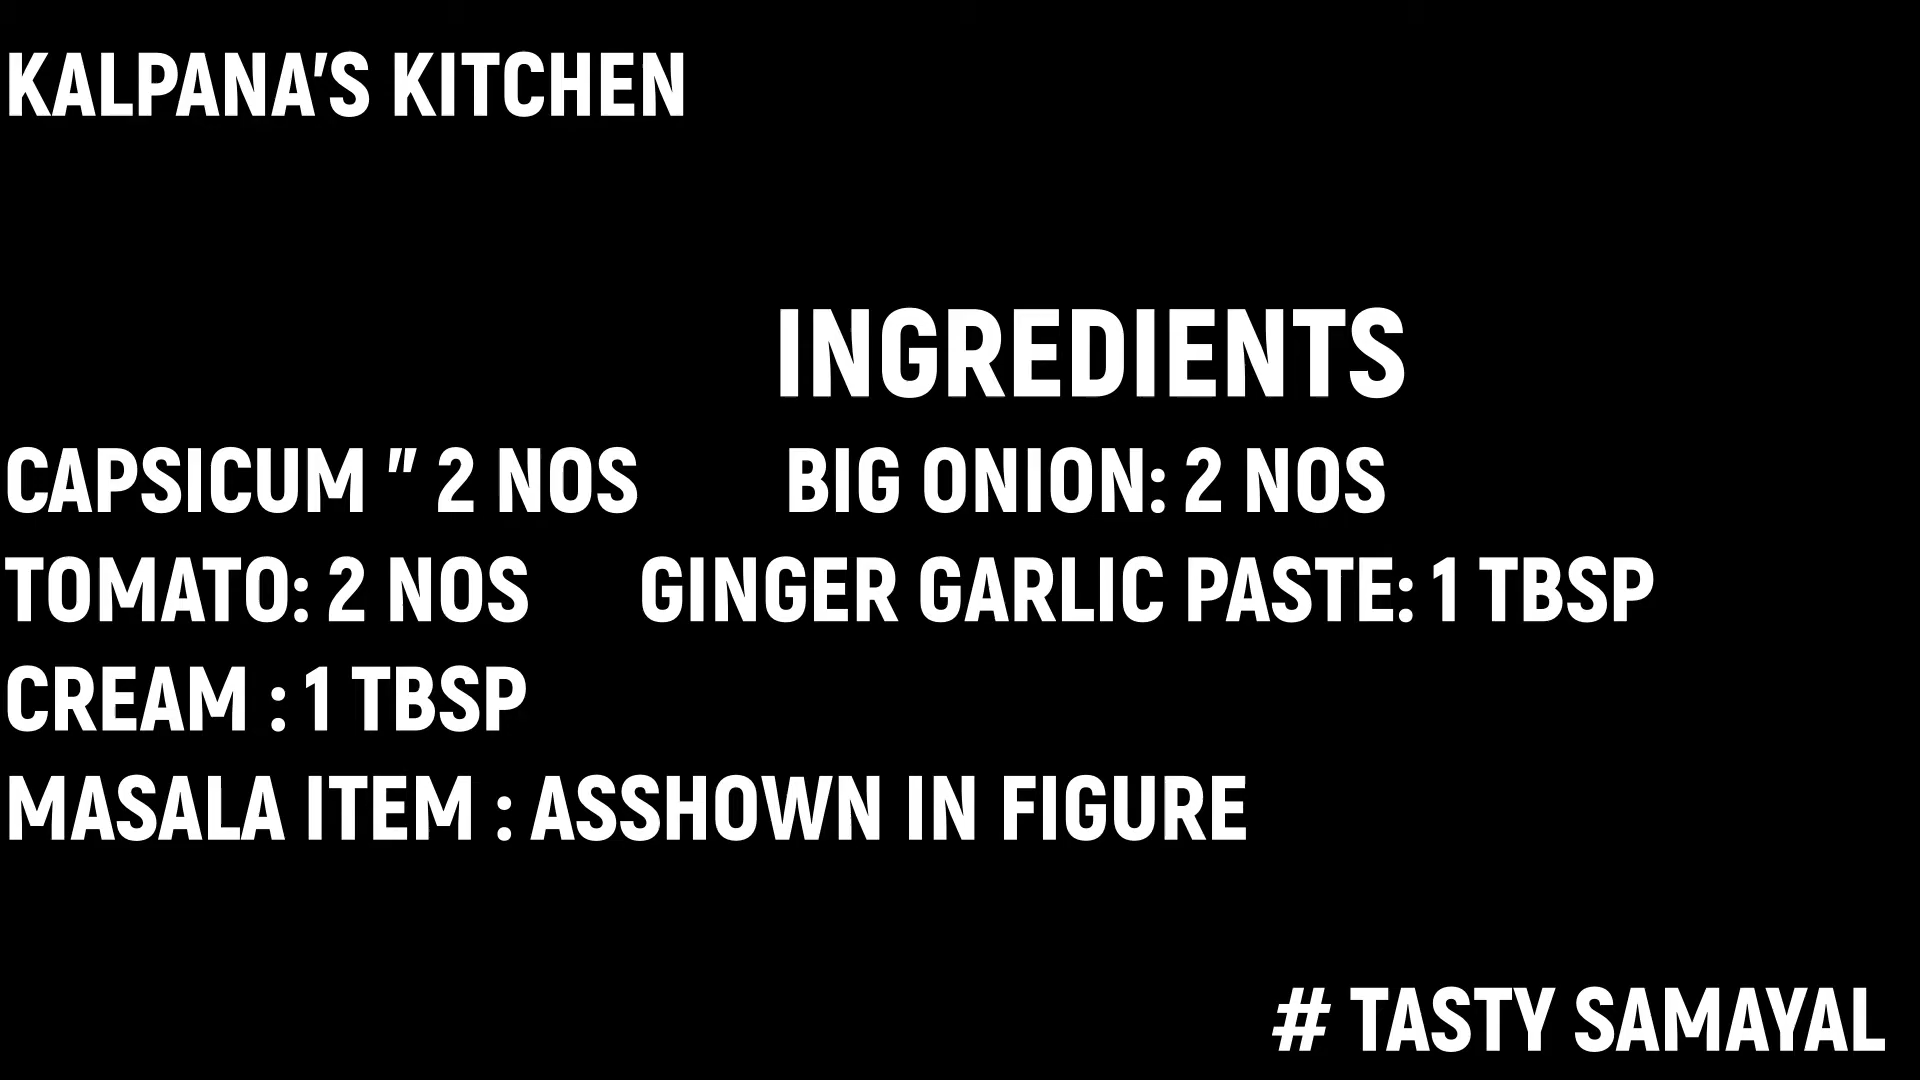 KALPANA'S KITCHEN
INGREDIENTS
CAPSICUM " 2 NOS BIG ONION: 2 NOS
TOMATO: 2 NOS GINGER GARLIC PASTE: 1 TBSP
CREAM : 1 TBSP
MASALA ITEM : ASSHOWN IN FIGURE
# TASTY SAMAYAL